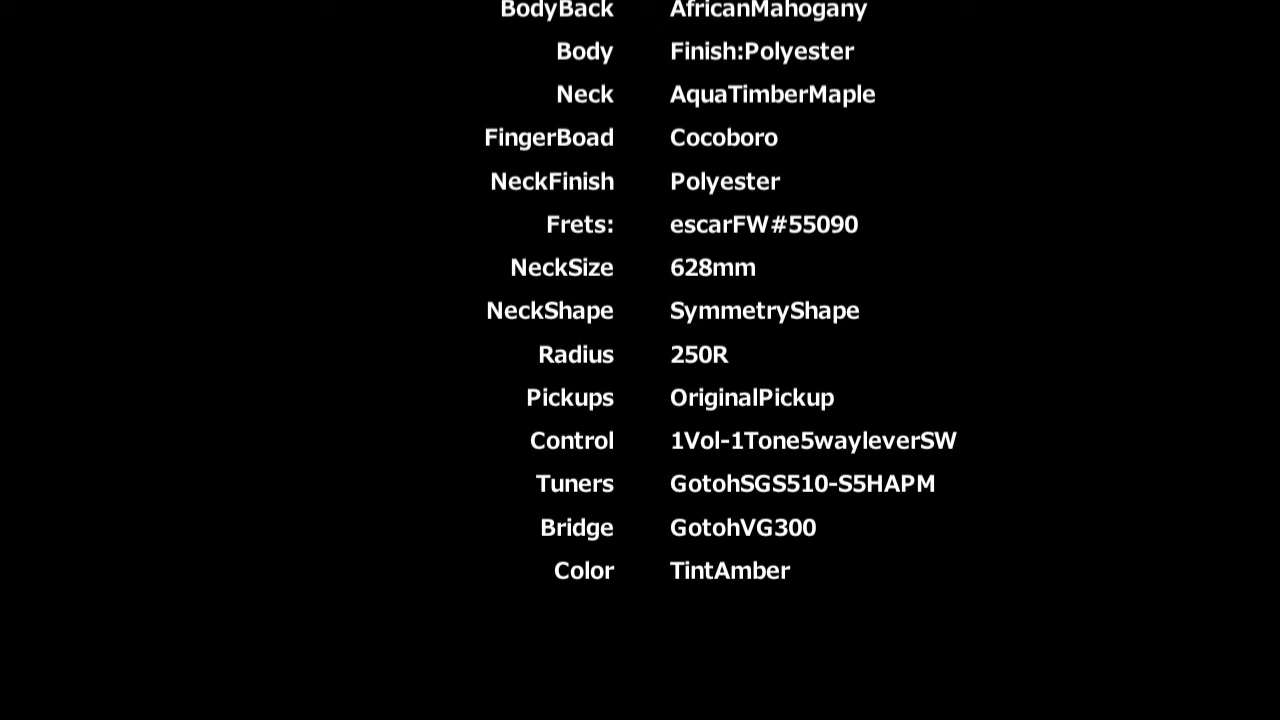 BodyBack AfricanMahogany
Body Finish:Polyester
Neck AquaTimberMaple
FingerBoad Cocoboro
NeckFinish Polyester
Frets: escarFW#55090
NeckSize 628mm
NeckShape SymmetryShape
Radius 250R
Pickups OriginalPickup
Control 1Vol-1Tone5wayleverSW
Tuners GotohSGS510-S5HAPM
Bridge GotohVG300
Color TintAmber